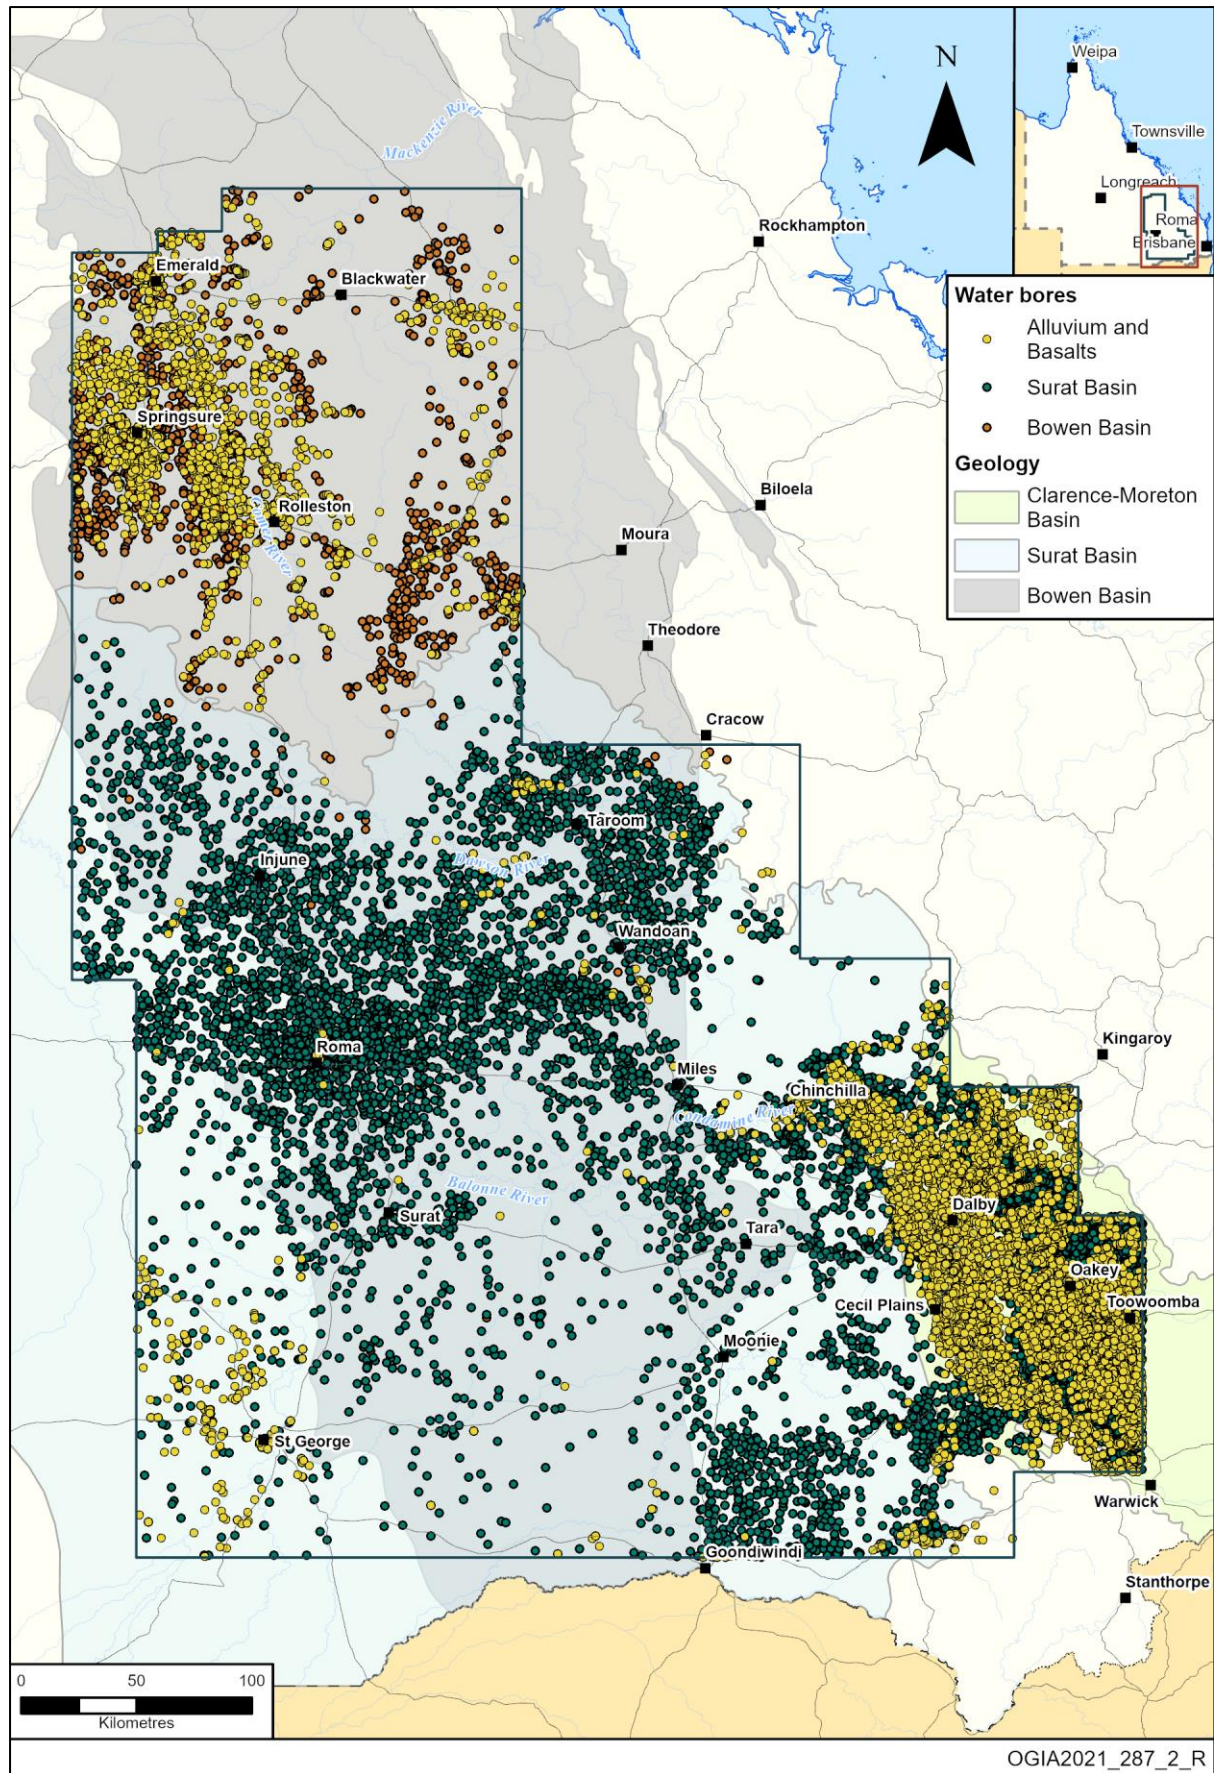 Weipa
Townsville
Longreach
Roma
Brisbane
N
Mackenzie River
Rockhampton
Emerald
Blackwater
Water bores
Alluvium and
Basalts
Surat Basin
Bowen Basin
Geology
Clarence-Moreton
Basin
Surat Basin
Bowen Basin
Springsure
Rolleston
Comet River
Biloela
Moura
Theodore
Cracow
Taroom
Injune
Dawson River
Wandoan
Roma
Kingaroy
Miles
Chinchilla
Condamine River
Balonne River
Surat
Dalby
Tara
Oakey
Cecil Plains
Toowoomba
Moonie
St George
Warwick
Goondiwindi
Stanthorpe
0 50 100
Kilometres
OGIA2021_287_2_R